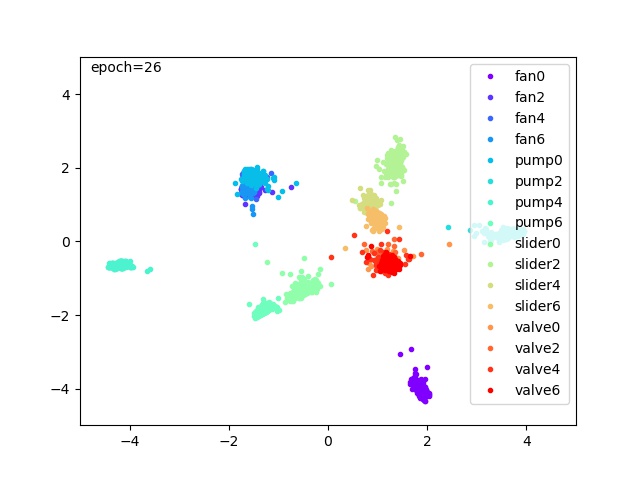 epoch=26
fan0
fan2
fan4
fan6
pump0
pump2
pump4
pump6
slider0
slider2
slider4
slider6
valve0
valve2
valve4
valve6
4
2
0
−2
−4
−4
−2
0
2
4